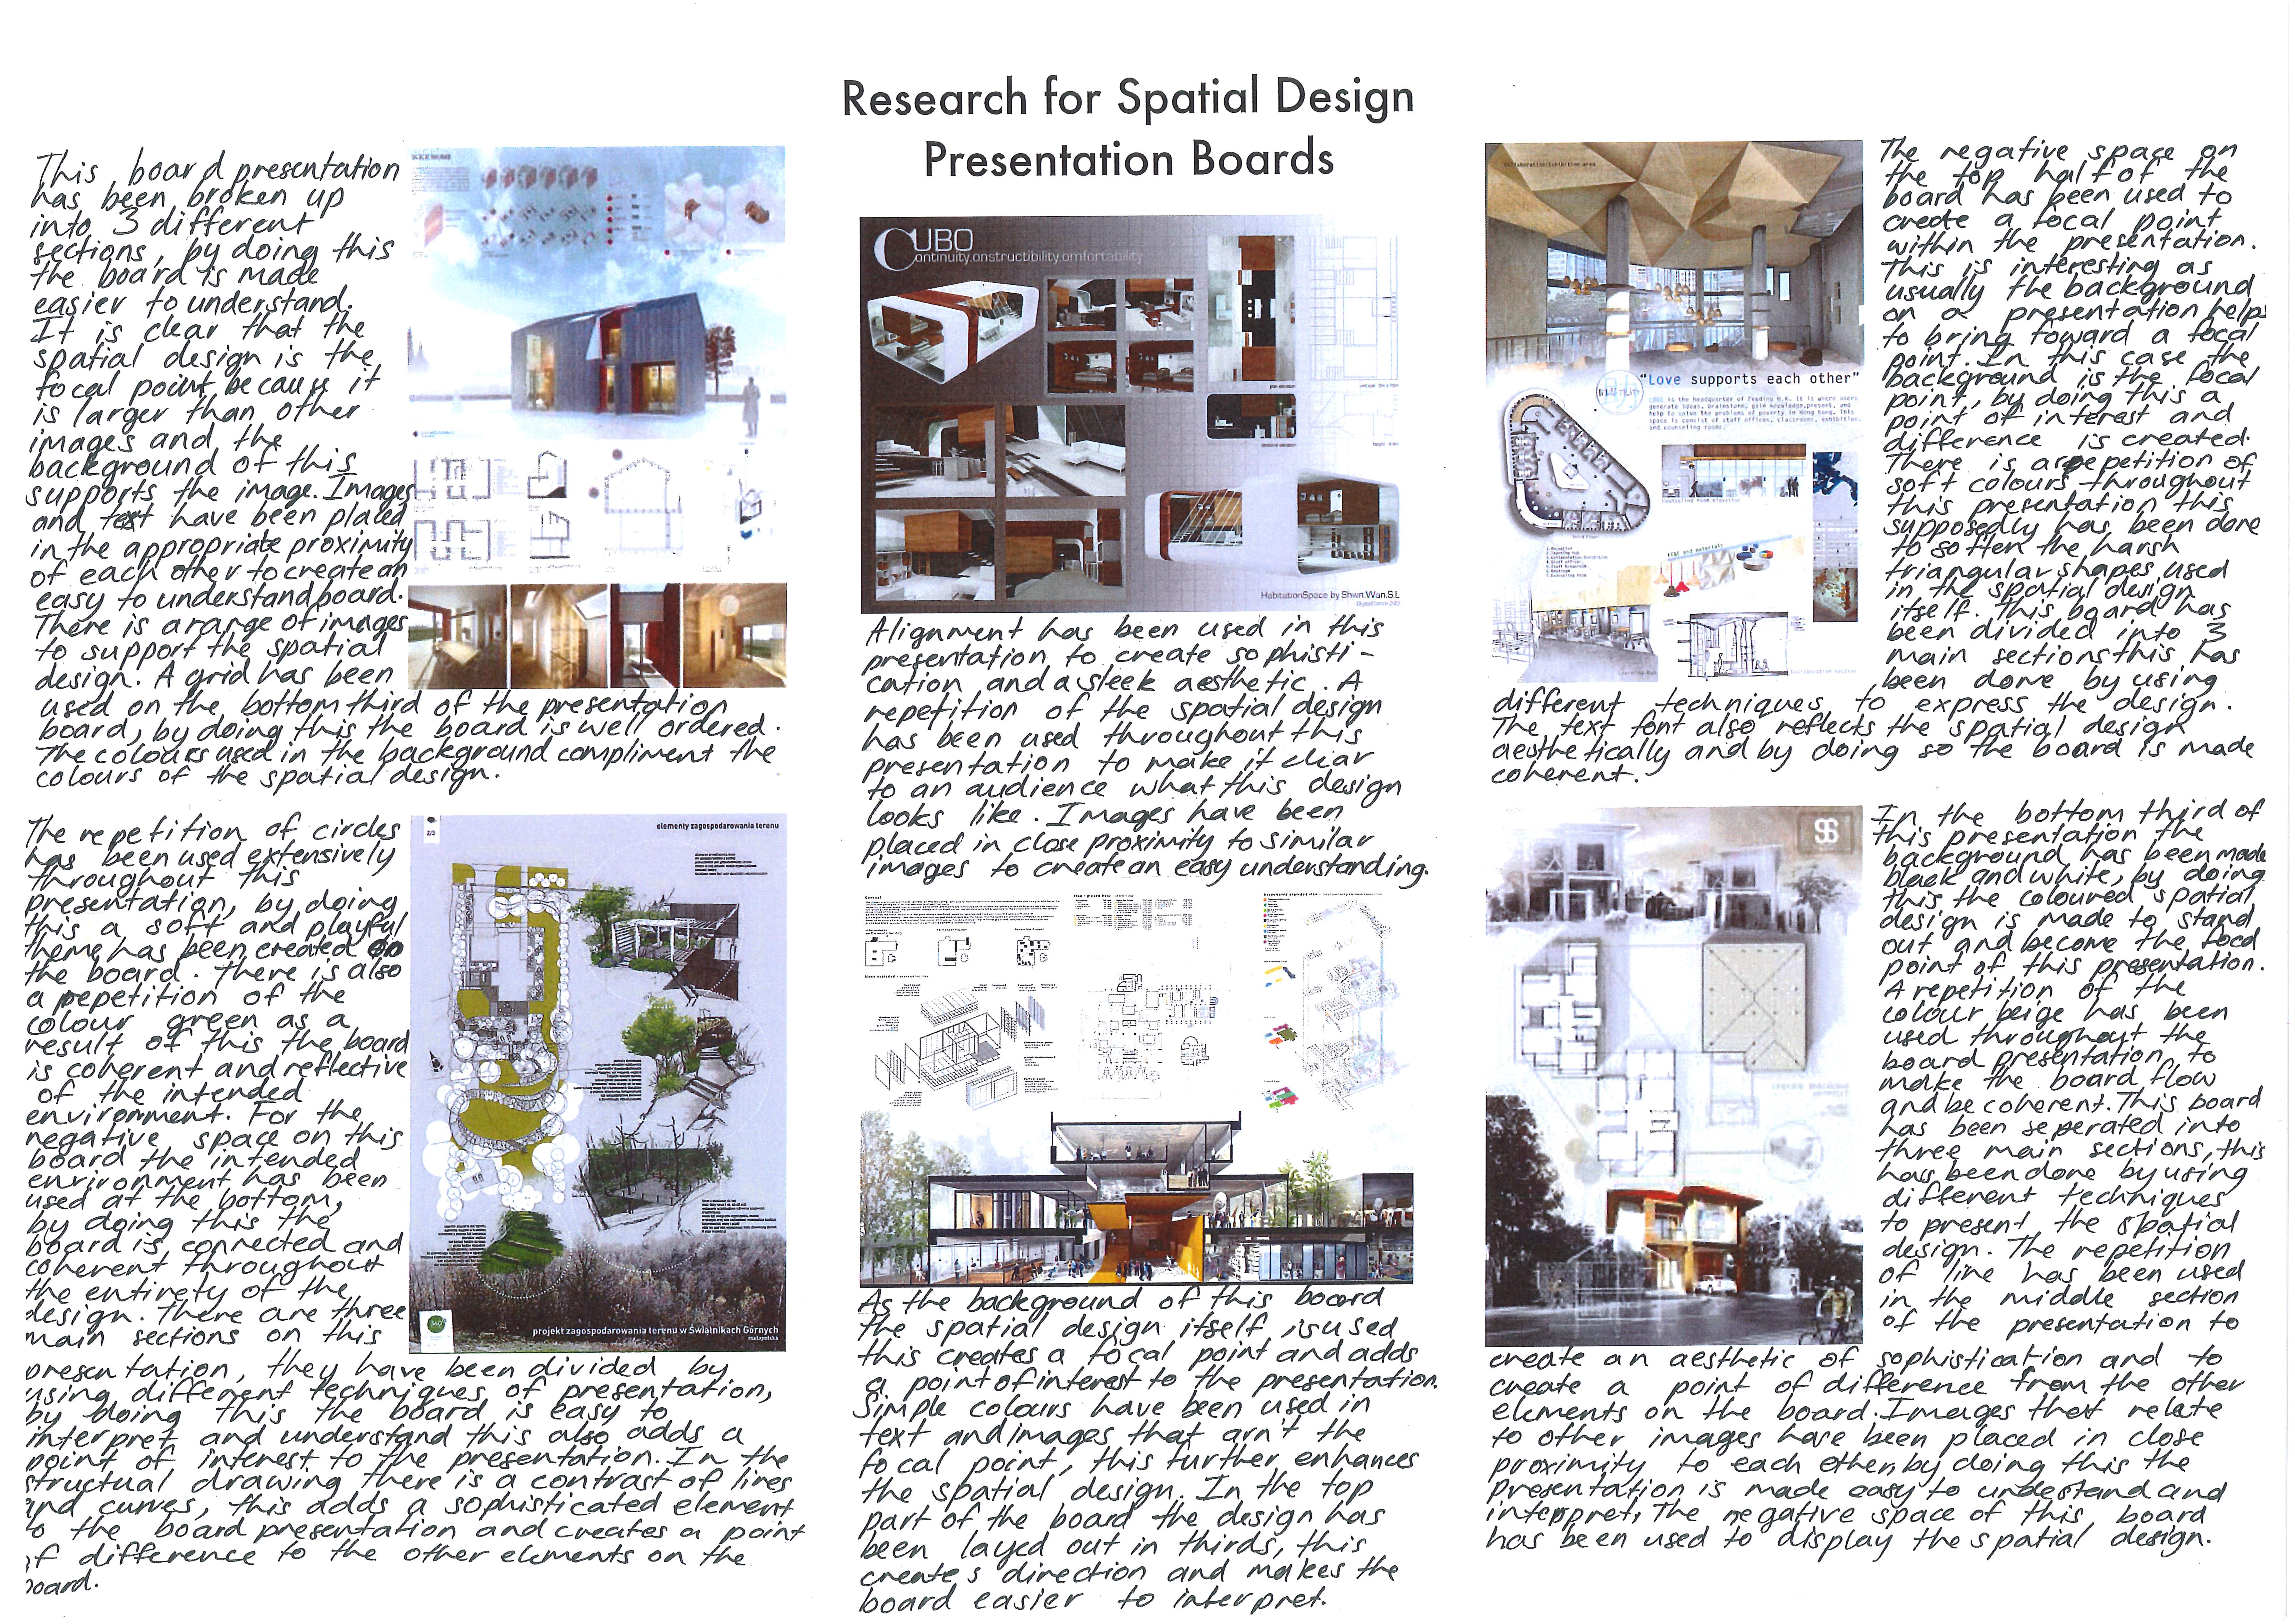 Research for Spatial Design
Presentation Boards
This board presentation
has been broken up
into 3 different
sections, by doing this
the board is made
easier to understand.
It is clear that the
spatial design is the
focal point because it
is larger than other
images and the
background of this
supports the image. Images
and text have been placed
in the appropriate proximity
of each other to create an
easy to understand board.
There is a range of images
to support the spatial
design. A grid has been
used on the bottom third of the presentation
board, by doing this the board is well ordered.
The colours used in the background compliment the
colours of the spatial design.
The repetition of circles
has been used extensively
throughout this
presentation, by doing
this a soft and playful
theme has been created on
the board. There is also
a repetition of the
colour green as a
result of this the board
is coherent and reflective
of the intended
environment. For the
negative space on this
board the intended
environment has been
used at the bottom,
by doing this the
board is connected and
coherent throughout
the entirety of the
design. There are three
main sections on this
presentation, they have been divided by
using different techniques of presentation,
by doing this the board is easy to
interpret and understand this also adds a
point of interest to the presentation. In the
structual drawing there is a contrast of lines
and curves, this adds a sophisticated element
to the board presentation and creates a point
of difference to the other elements on the
board.
elementy zagospodarowania terenu
2/3
projekt zagospodarowania terenu w Świątnikach Górnych
małopolska
CUBO
Continuity.onstructibility.omfortability
HabitationSpace by Shwn.Wan.S.L
Alignment has been used in this
presentation to create sophisti-
cation and a sleek aesthetic. A
repetition of the spatial design
has been used throughout this
presentation to make it clear
to an audience what this design
looks like. Images have been
placed in close proximity to similar
images to create an easy understanding.
Concept
As the background of this board
the spatial design itself is used
this creates a focal point and adds
a point of interest to the presentation.
Simple colours have been used in
text and images that arn't the
focal point, this further enhances
the spatial design. In the top
part of the board the design has
been layed out in thirds, this
creates direction and makes the
board easier to interpret.
Collaboration/Exhibition area
"Love supports each other"
The negative space on
the top half of the
board has been used to
create a focal point
within the presentation.
This is interesting as
usually the background
on a presentation helps
to bring foward a focal
point. In this case the
background is the focal
point, by doing this a
point of interest and
difference is created.
There is a repetition of
soft colours throughout
this presentation this
supposedly has been done
to soften the harsh
triangular shapes used
in the spatial design
itself. This board has
been divided into 3
main sections this has
been done by using
different techniques to express the design.
The text font also reflects the spatial design
aesthetically and by doing so the board is made
coherent.
SS
In the bottom third of
this presentation the
background has been made
black and white, by doing
this the coloured spatial
design is made to stand
out and become the focal
point of this presentation.
A repetition of the
colour beige has been
used throughout the
board presentation to
make the board flow
and be coherent. This board
has been seperated into
three main sections, this
has been done by using
different techniques
to present the spatial
design. The repetition
of line has been used
in the middle section
of the presentation to
create an aesthetic of sophistication and to
create a point of difference from the other
elements on the board. Images that relate
to other images have been placed in close
proximity to each other, by doing this the
presentation is made easy to understand and
interpret, The negative space of this board
has been used to display the spatial design.